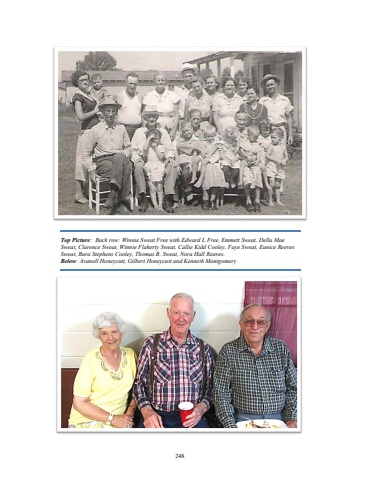 Top Picture: Back row: Winnie Sweat Free with Edward L Free, Emmett Sweat, Della Mae
Sweat, Clarence Sweat, Winnie Flaherty Sweat, Callie Kidd Cooley, Faye Sweat, Eunice Reeves
Sweat, Bura Stephens Cooley, Thomas B. Sweat, Nora Hall Reaves.
Below: Avanell Honeycutt, Gilbert Honeycutt and Kenneth Montgomery
248